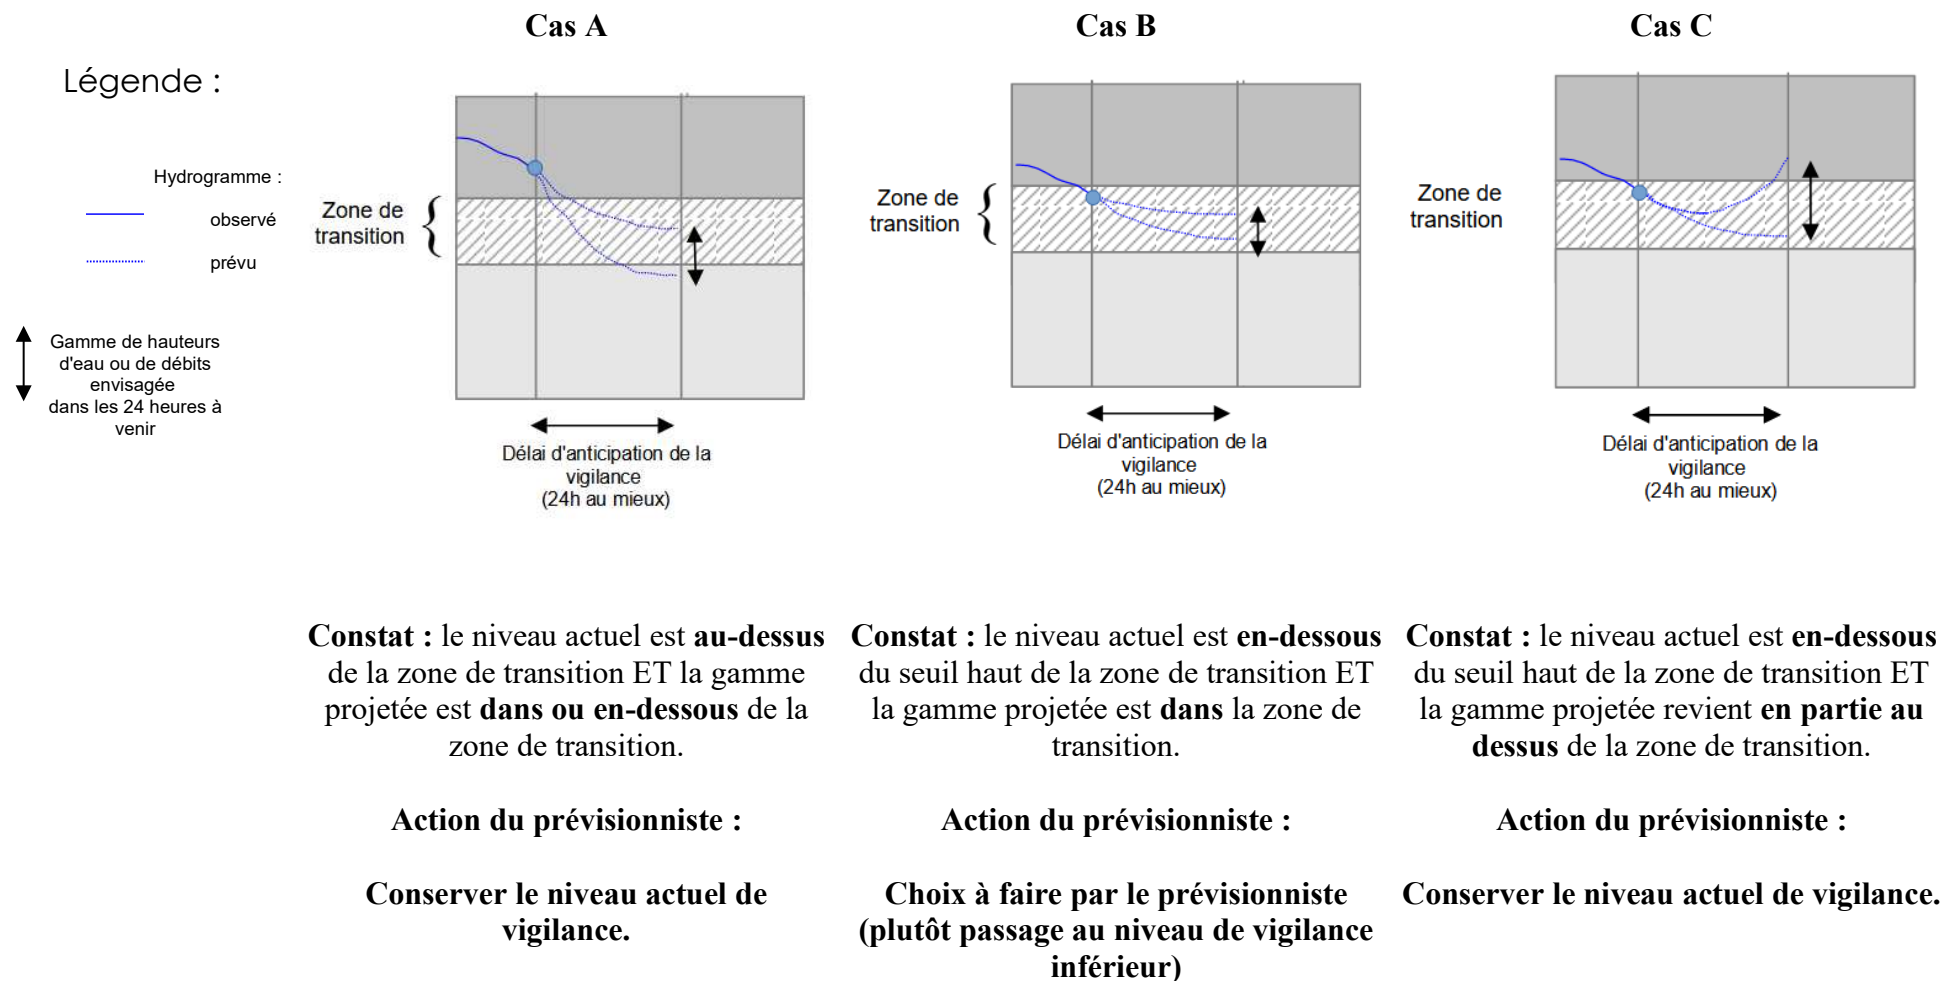 Cas A
Cas B
Cas C
Légende :
Hydrogramme :
observé
prévu
Gamme de hauteurs
d'eau ou de débits
envisagée
dans les 24 heures à
venir
Zone de
transition
Délai d'anticipation de la
vigilance
(24h au mieux)
Zone de
transition
Délai d'anticipation de la
vigilance
(24h au mieux)
Zone de
transition
Délai d'anticipation de la
vigilance
(24h au mieux)
Constat : le niveau actuel est au-dessus
de la zone de transition ET la gamme
projetée est dans ou en-dessous de la
zone de transition.
Action du prévisionniste :
Conserver le niveau actuel de
vigilance.
Constat : le niveau actuel est en-dessous
du seuil haut de la zone de transition ET
la gamme projetée est dans la zone de
transition.
Action du prévisionniste :
Choix à faire par le prévisionniste
(plutôt passage au niveau de vigilance
inférieur)
Constat : le niveau actuel est en-dessous
du seuil haut de la zone de transition ET
la gamme projetée revient en partie au
dessus de la zone de transition.
Action du prévisionniste :
Conserver le niveau actuel de vigilance.